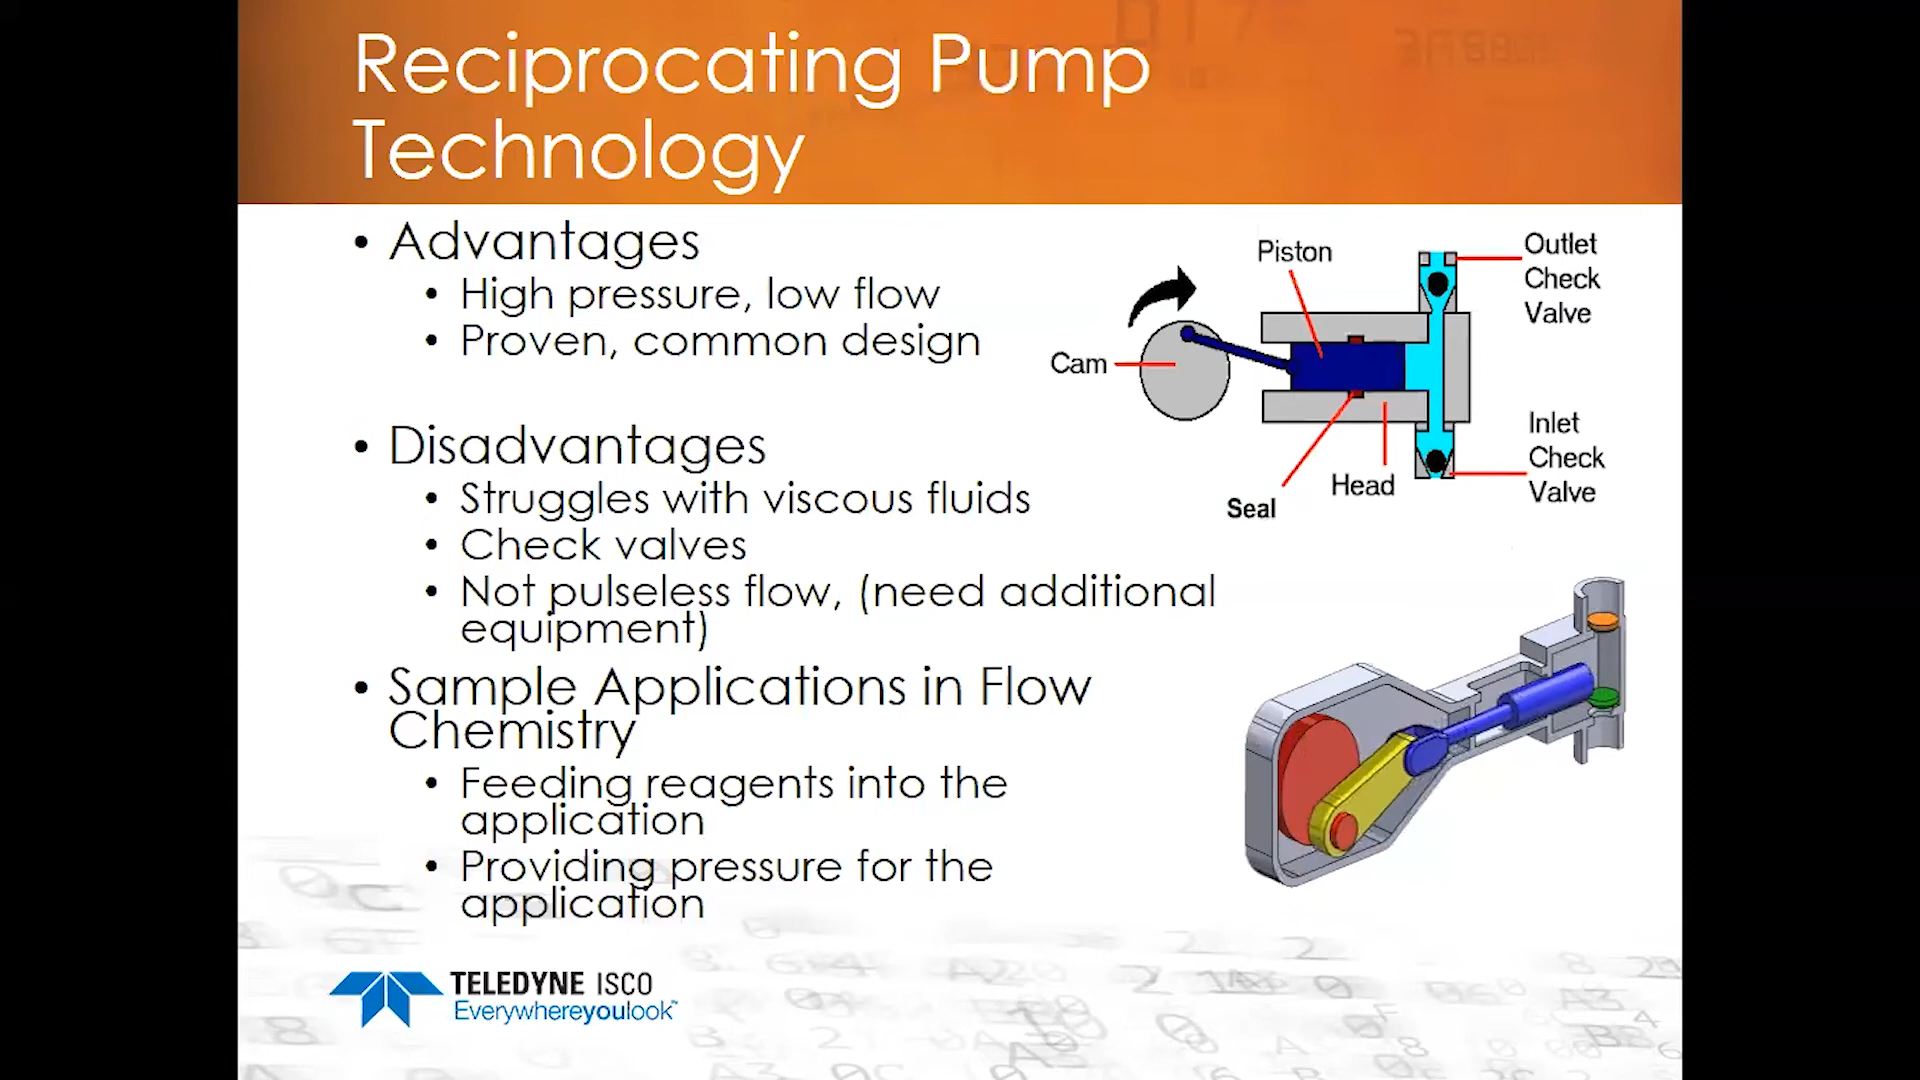 Reciprocating Pump
Technology
• Advantages
• High pressure, low flow
• Proven, common design
• Disadvantages
• Struggles with viscous fluids
• Check valves
• Not pulseless flow, (need additional
equipment)
• Sample Applications in Flow
Chemistry
• Feeding reagents into the
application
• Providing pressure for the
application
Piston
Outlet
Check
Valve
Cam
Inlet
Check
Valve
Head
Seal
TELEDYNE ISCO
Everywhereyoulook™